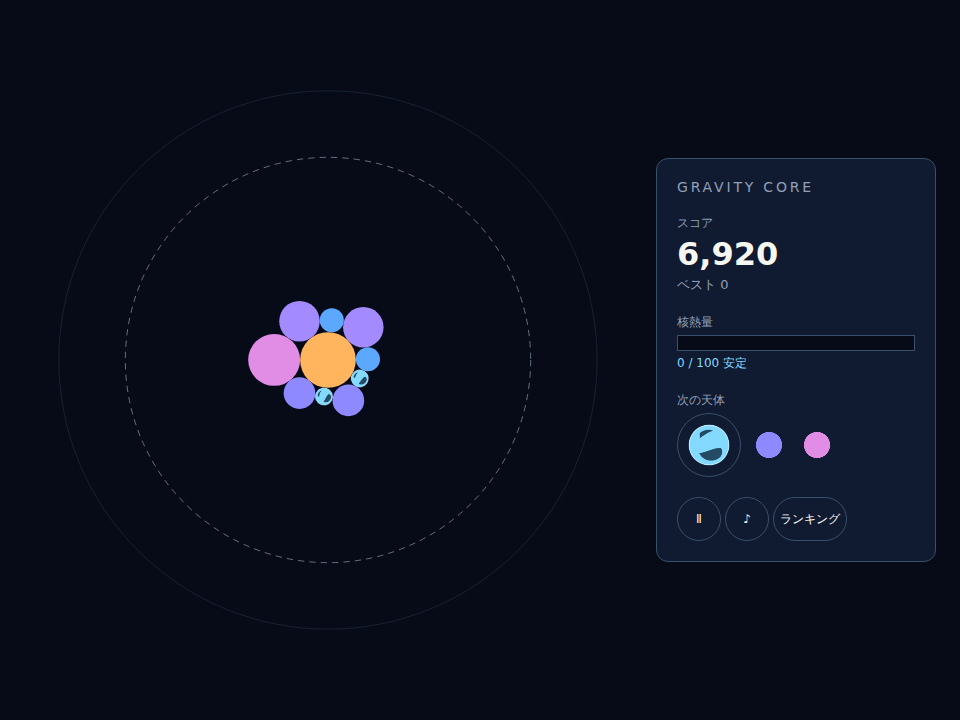 GRAVITY CORE
スコア
6,920
ベスト 0
核熱量
0 / 100 安定
次の天体
Ⅱ ♪ ランキング